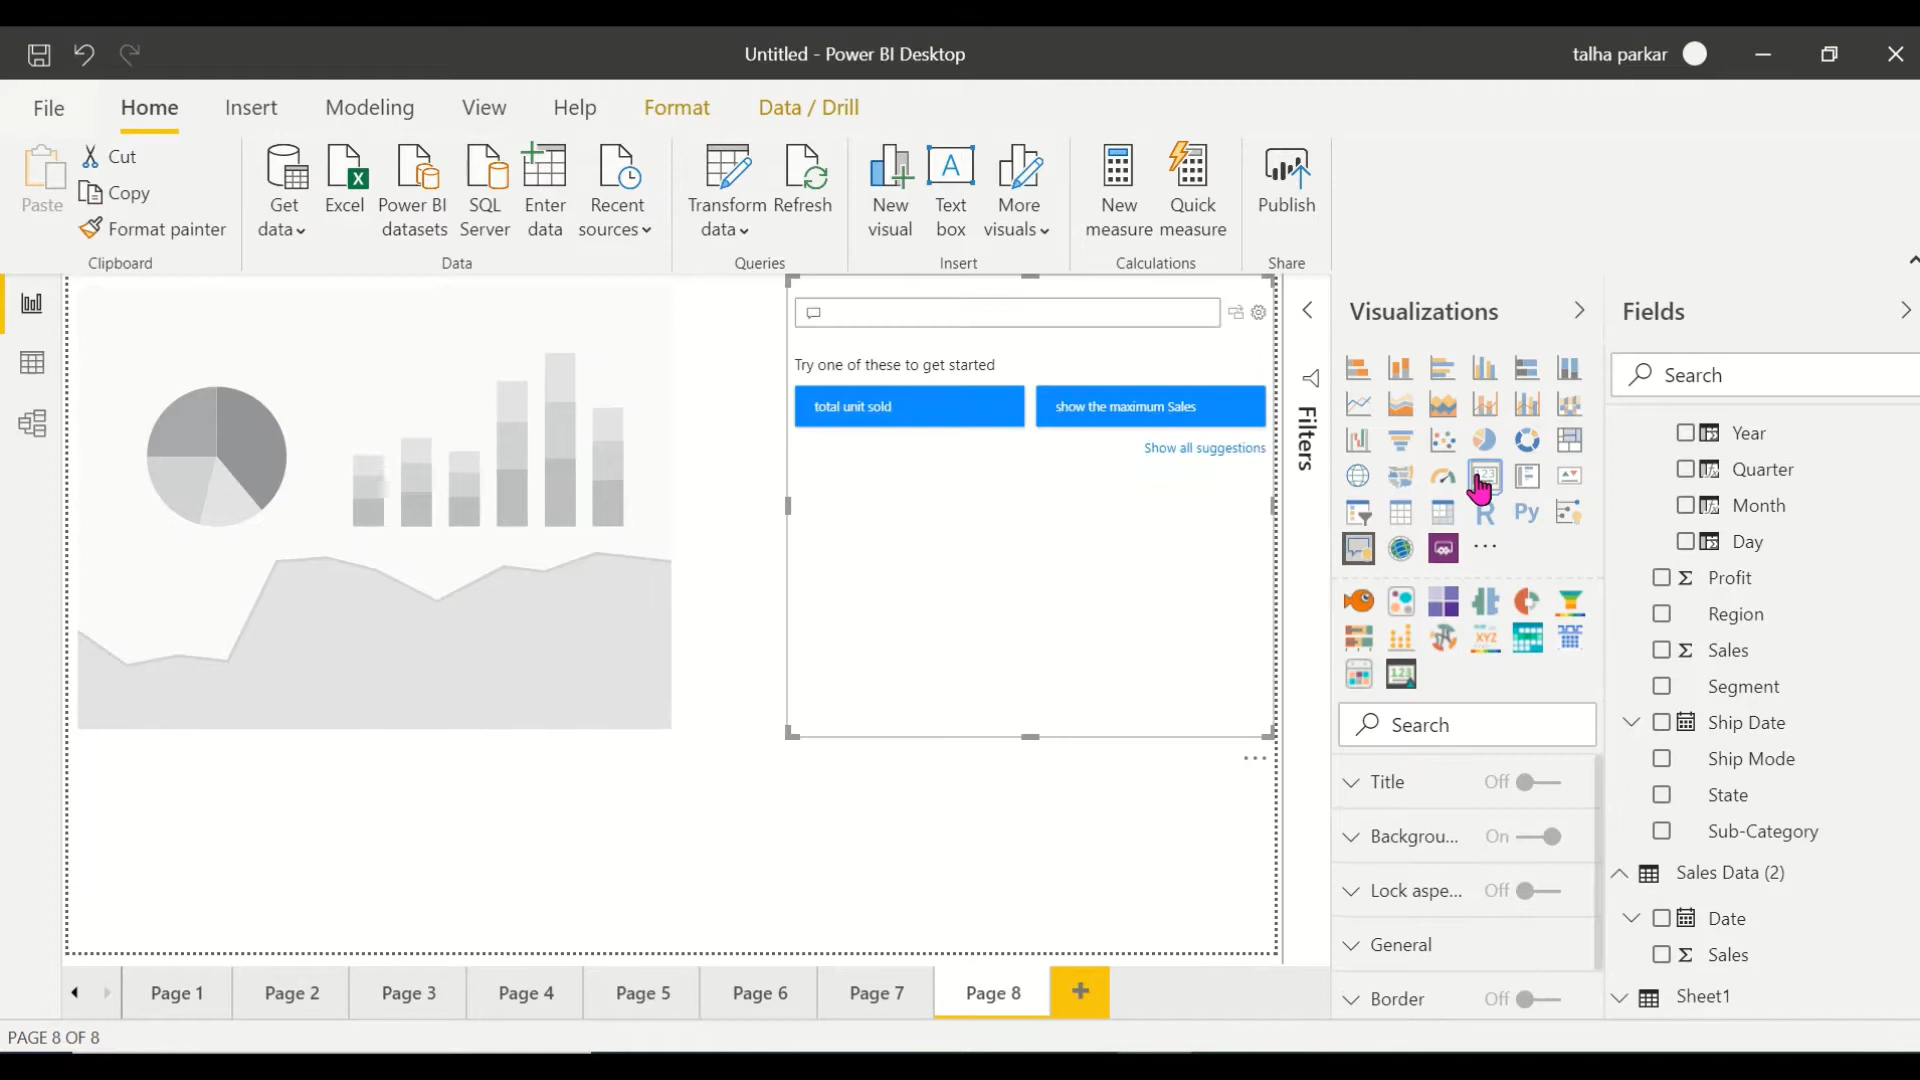 Untitled - Power BI Desktop
talha parkar
File
Home
Insert
Modeling
View
Help
Format
Data / Drill
Paste
Cut
Copy
Format painter
Clipboard
Get data
Excel
Power BI datasets
SQL Server
Enter data
Recent sources
Data
Transform data
Refresh
Queries
New visual
Text box
A
More visuals
Insert
New measure
Quick measure
Calculations
Publish
Share
Try one of these to get started
total unit sold
show the maximum Sales
Show all suggestions
Filters
Visualizations
123
R
Py
XYZ
123
Search
Title Off
Backgrou... On
Lock aspe... Off
General
Border Off
Fields
Search
Year
Quarter
Month
Day
Σ Profit
Region
Σ Sales
Segment
Ship Date
Ship Mode
State
Sub-Category
Sales Data (2)
Date
Σ Sales
Sheet1
Page 1
Page 2
Page 3
Page 4
Page 5
Page 6
Page 7
Page 8
+
PAGE 8 OF 8